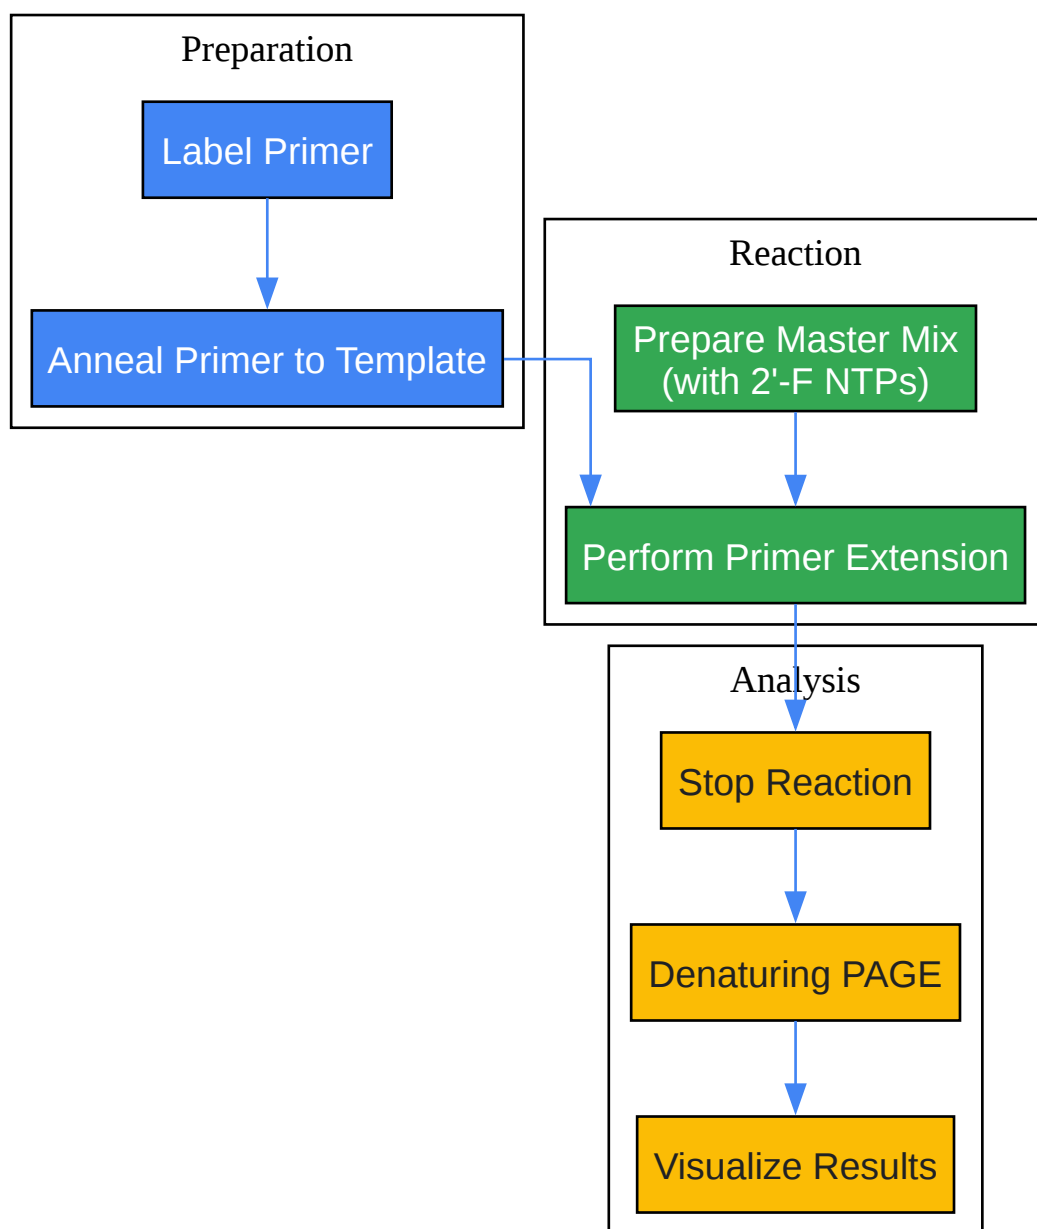 Preparation
Label Primer
Anneal Primer to Template
Reaction
Prepare Master Mix
(with 2'-F NTPs)
Perform Primer Extension
Analysis
Stop Reaction
Denaturing PAGE
Visualize Results